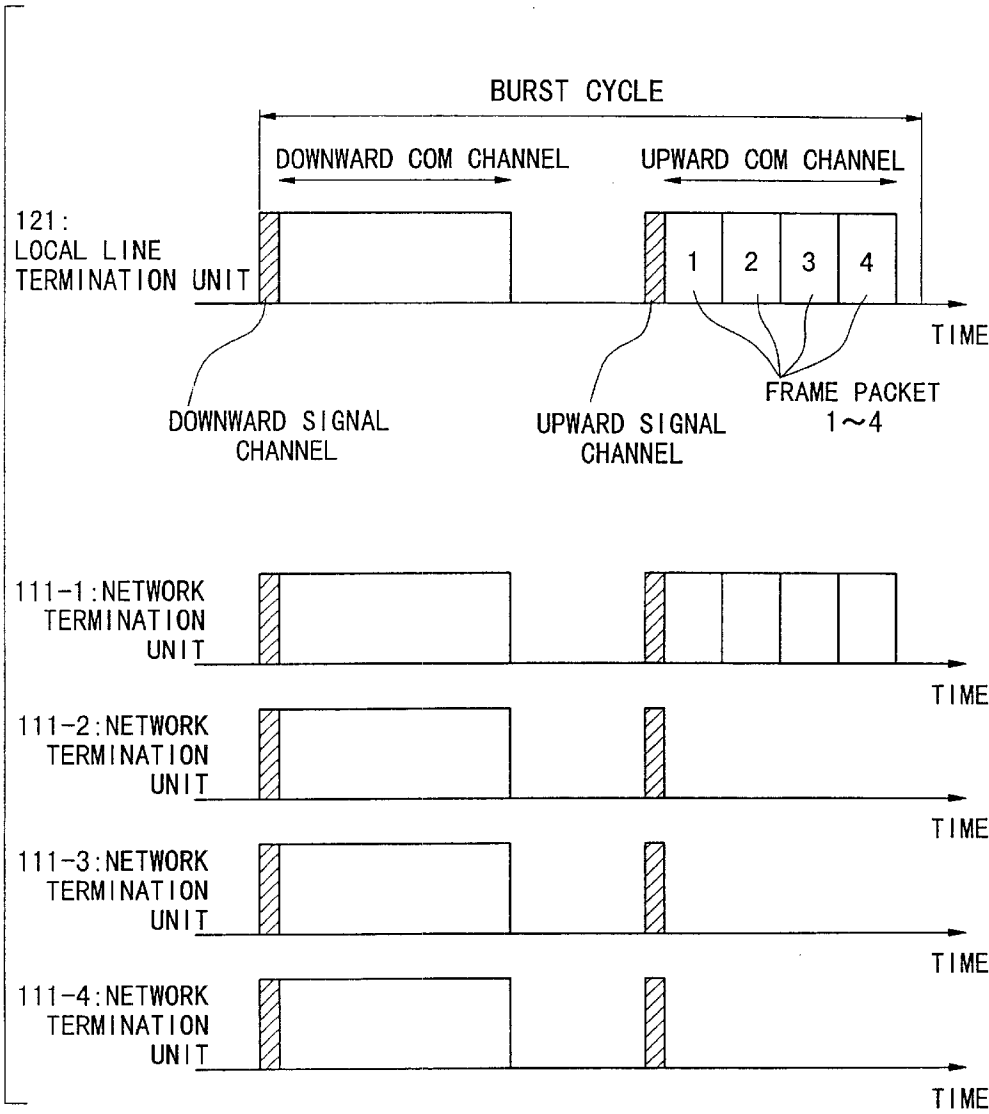 BURST CYCLE
DOWNWARD COM CHANNEL
UPWARD COM CHANNEL
121:
LOCAL LINE
TERMINATION UNIT
1
2
3
4
TIME
FRAME PACKET
1～4
DOWNWARD SIGNAL
CHANNEL
UPWARD SIGNAL
CHANNEL
111-1:NETWORK
TERMINATION
UNIT
TIME
111-2:NETWORK
TERMINATION
UNIT
TIME
111-3:NETWORK
TERMINATION
UNIT
TIME
111-4:NETWORK
TERMINATION
UNIT
TIME